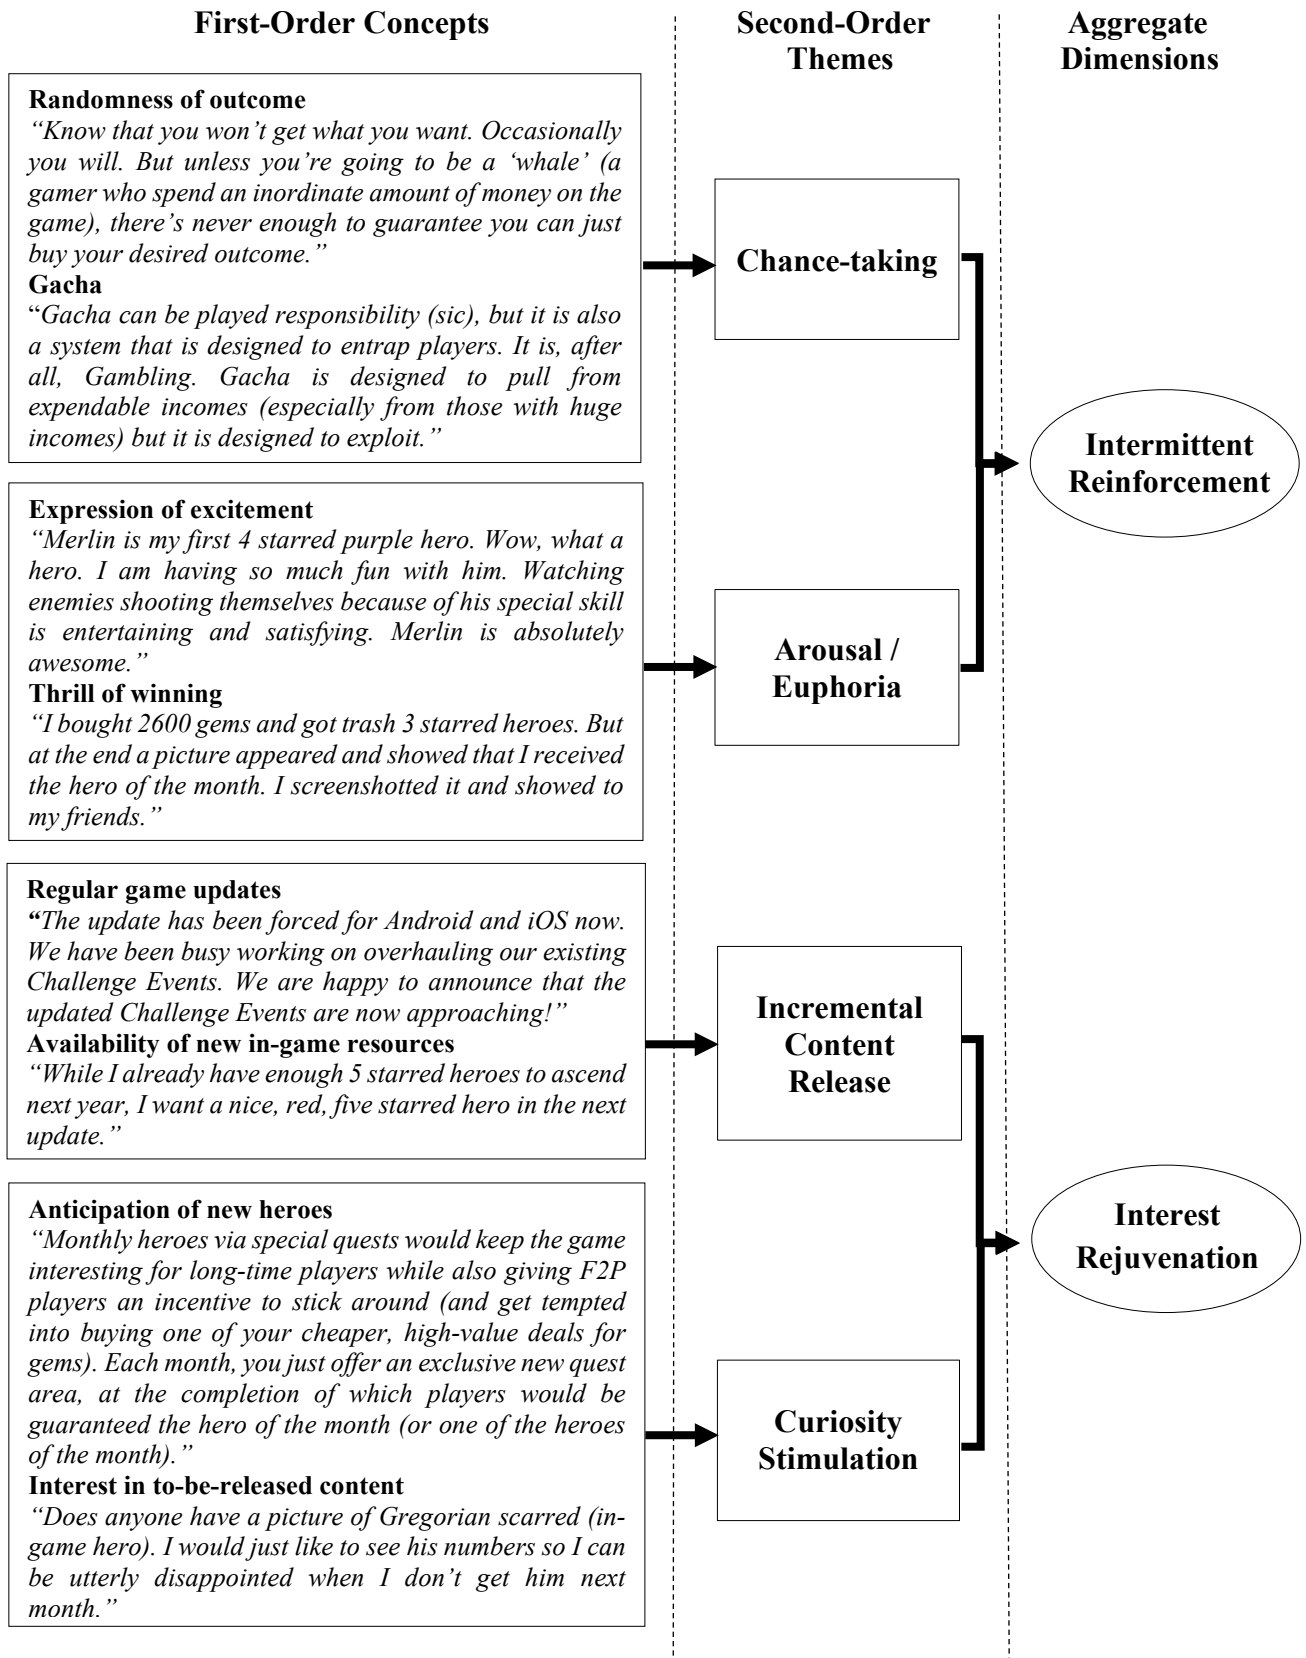 First-Order Concepts
Second-Order
Themes
Aggregate
Dimensions
Randomness of outcome
“Know that you won’t get what you want. Occasionally
you will. But unless you’re going to be a ‘whale’ (a
gamer who spend an inordinate amount of money on the
game), there’s never enough to guarantee you can just
buy your desired outcome.”
Gacha
“Gacha can be played responsibility (sic), but it is also
a system that is designed to entrap players. It is, after
all, Gambling. Gacha is designed to pull from
expendable incomes (especially from those with huge
incomes) but it is designed to exploit.”
Chance-taking
Expression of excitement
“Merlin is my first 4 starred purple hero. Wow, what a
hero. I am having so much fun with him. Watching
enemies shooting themselves because of his special skill
is entertaining and satisfying. Merlin is absolutely
awesome.”
Thrill of winning
“I bought 2600 gems and got trash 3 starred heroes. But
at the end a picture appeared and showed that I received
the hero of the month. I screenshotted it and showed to
my friends.”
Arousal /
Euphoria
Intermittent
Reinforcement
Regular game updates
“The update has been forced for Android and iOS now.
We have been busy working on overhauling our existing
Challenge Events. We are happy to announce that the
updated Challenge Events are now approaching!”
Availability of new in-game resources
“While I already have enough 5 starred heroes to ascend
next year, I want a nice, red, five starred hero in the next
update.”
Incremental
Content
Release
Anticipation of new heroes
“Monthly heroes via special quests would keep the game
interesting for long-time players while also giving F2P
players an incentive to stick around (and get tempted
into buying one of your cheaper, high-value deals for
gems). Each month, you just offer an exclusive new quest
area, at the completion of which players would be
guaranteed the hero of the month (or one of the heroes
of the month).”
Interest in to-be-released content
“Does anyone have a picture of Gregorian scarred (in-
game hero). I would just like to see his numbers so I can
be utterly disappointed when I don’t get him next
month.”
Curiosity
Stimulation
Interest
Rejuvenation